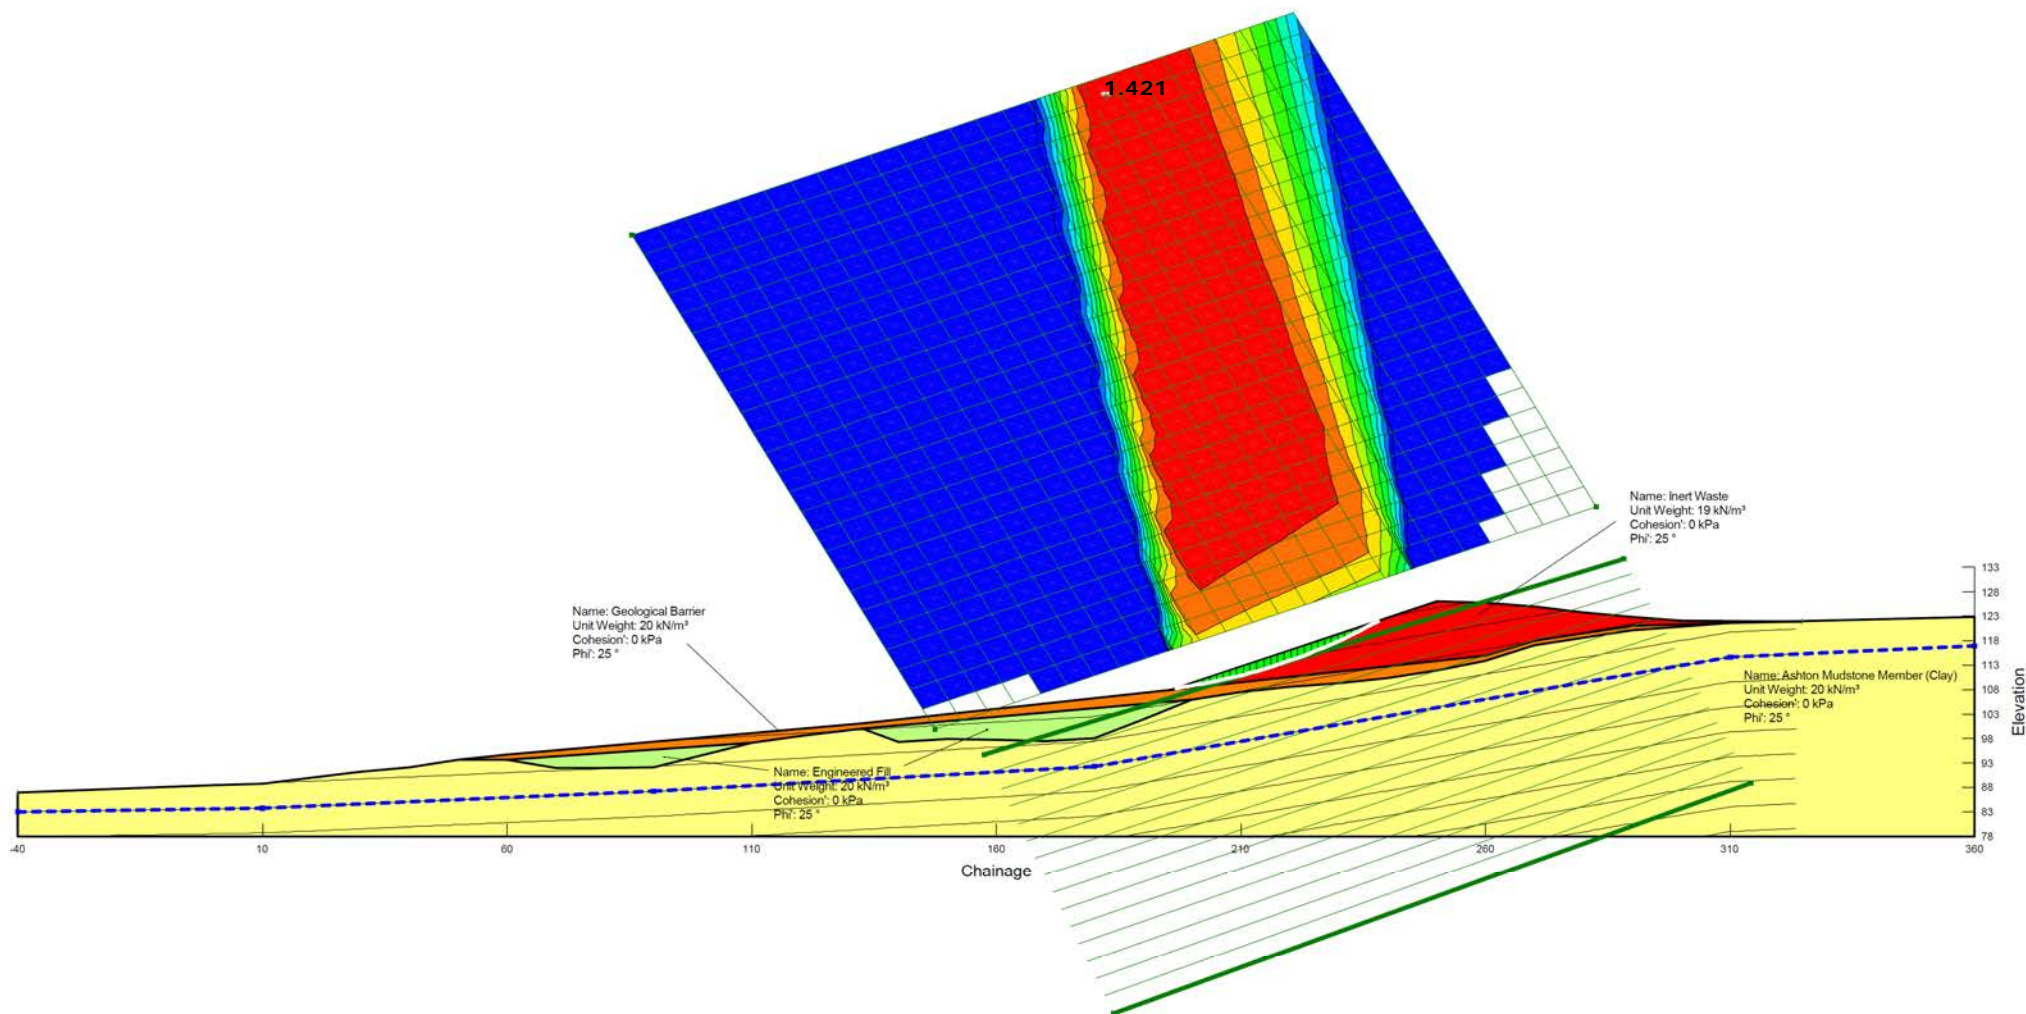 1.421
Name: Inert Waste
Unit Weight: 19 kN/m³
Cohesion': 0 kPa
Phi': 25 °
Name: Geological Barrier
Unit Weight: 20 kN/m³
Cohesion': 0 kPa
Phi': 25 °
Name: Ashton Mudstone Member (Clay)
Unit Weight: 20 kN/m³
Cohesion': 0 kPa
Phi': 25 °
Name: Engineered Fill
Unit Weight: 20 kN/m³
Cohesion': 0 kPa
Phi': 25 °
133
128
123
118
113
108
103
98
93
88
83
78
Elevation
-40
10
60
110
160
210
260
310
360
Chainage